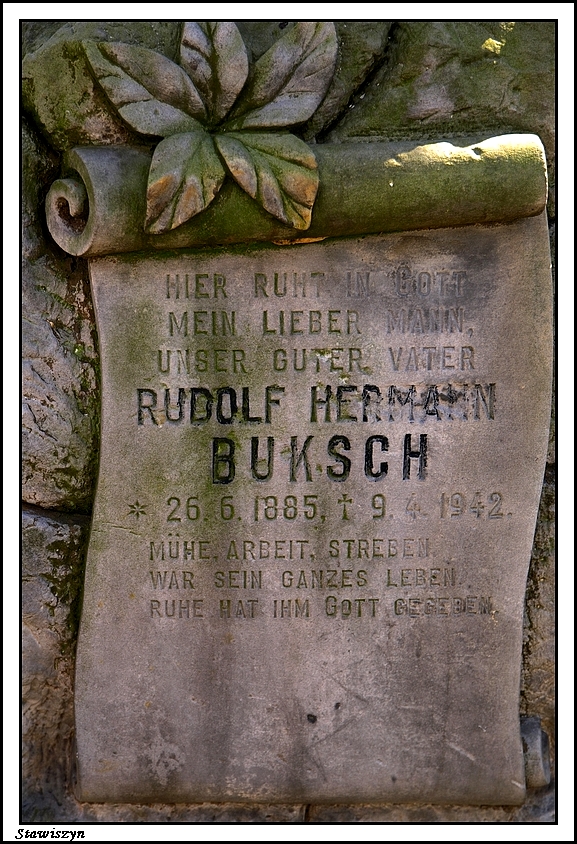 HIER RUHT IN GOTT
MEIN LIEBER MANN,
UNSER GUTER VATER
RUDOLF HERMANN
BUKSCH
* 26. 6. 1885, † 9. 4. 1942.
MÜHE, ARBEIT, STREBEN
WAR SEIN GANZES LEBEN.
RUHE HAT IHM GOTT GEGEBEN.
Stawiszyn